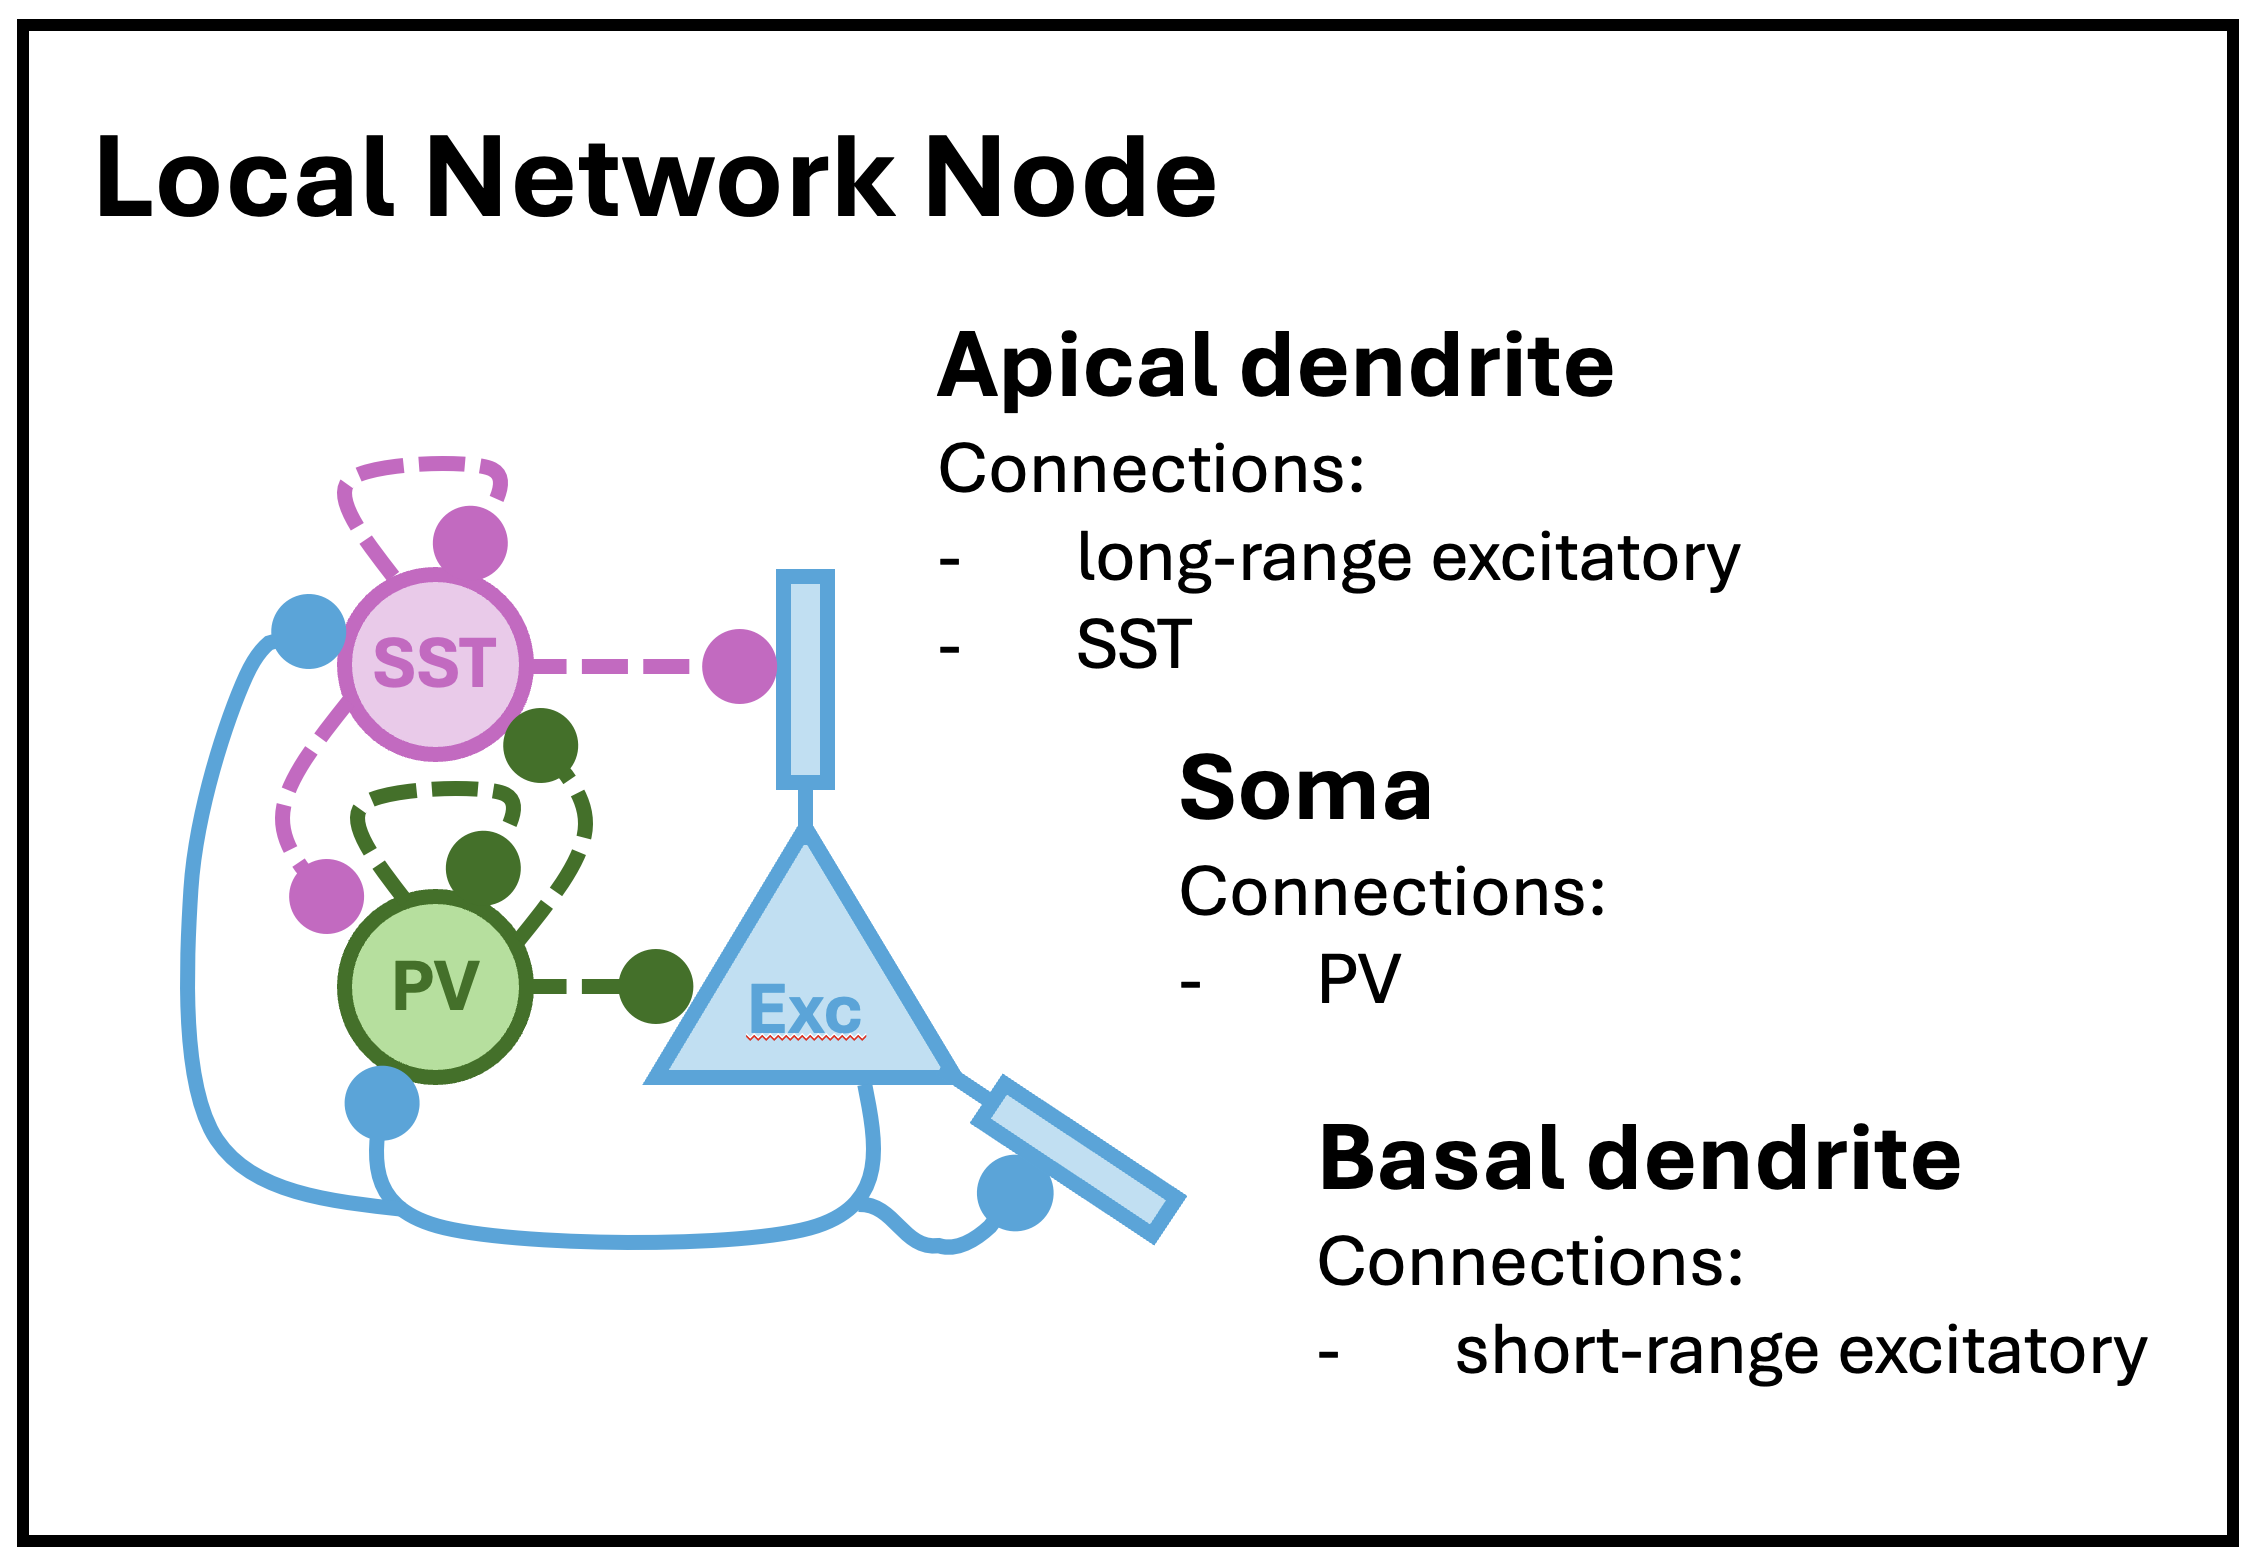 Local Network Node
Apical dendrite
Connections:
- long-range excitatory
- SST
SST
Soma
Connections:
- PV
PV
Exc
Basal dendrite
Connections:
- short-range excitatory